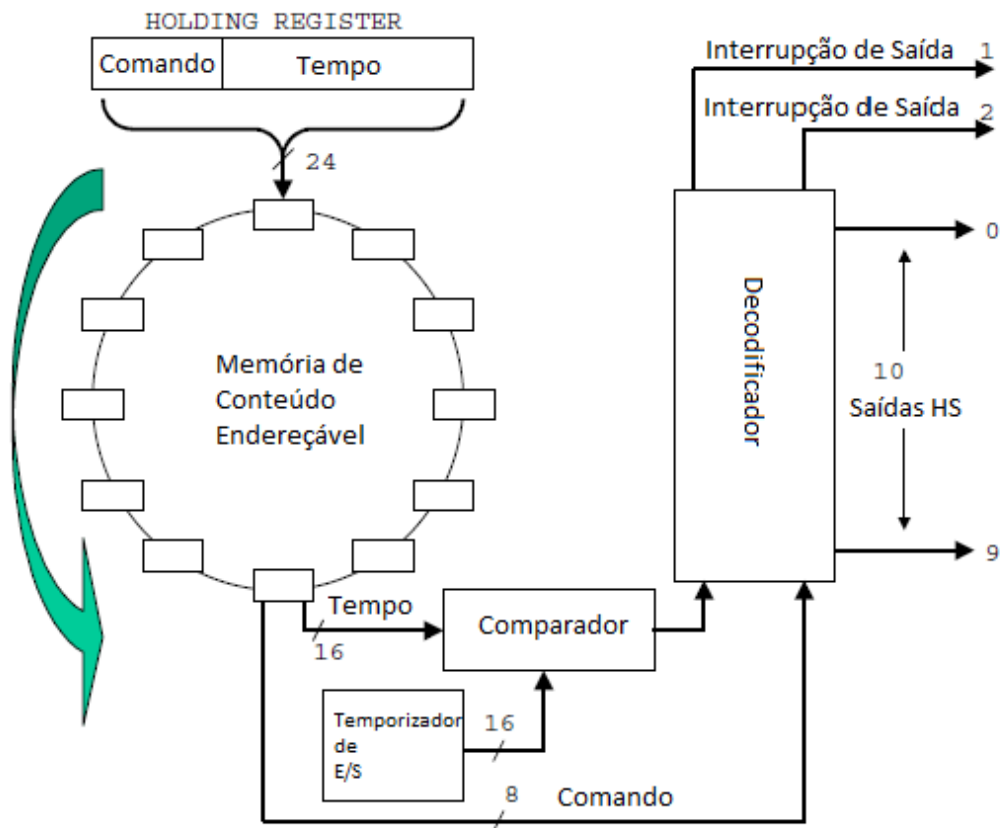 HOLDING REGISTER
Comando
Tempo
24
Interrupção de Saída
1
Interrupção de Saída
2
0
Memória de
Conteúdo
Endereçável
Decodificador
10
Saídas HS
9
Tempo
16
Comparador
Temporizador
de
E/S
16
8
Comando